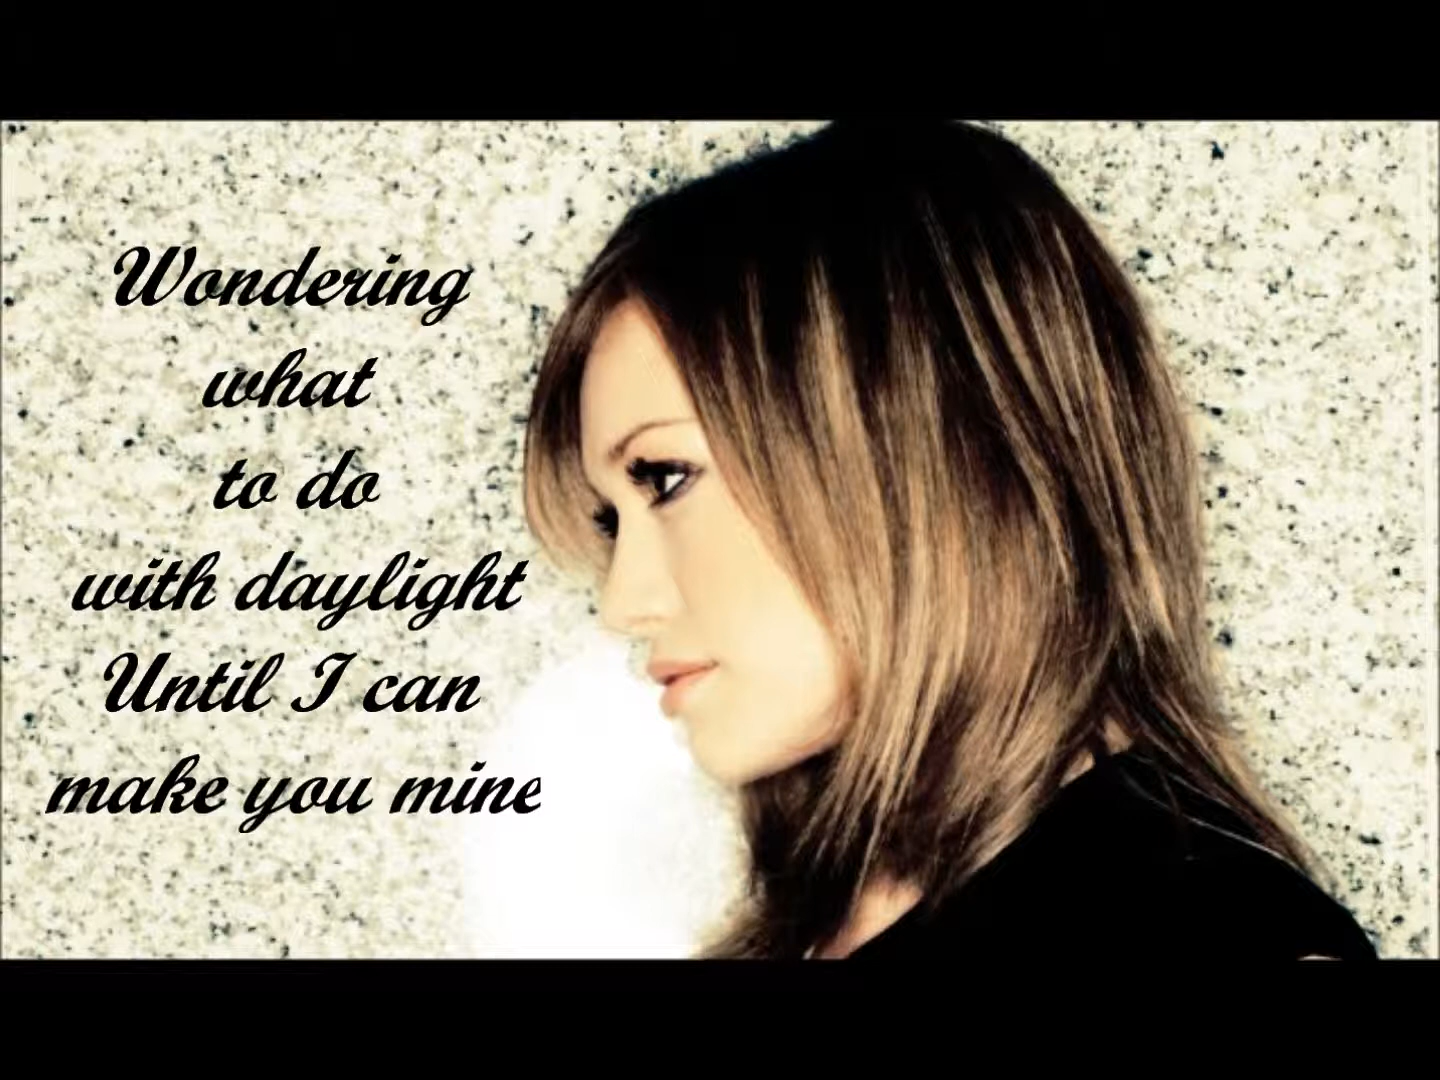 Wondering
what
to do
with daylight
Until I can
make you mine